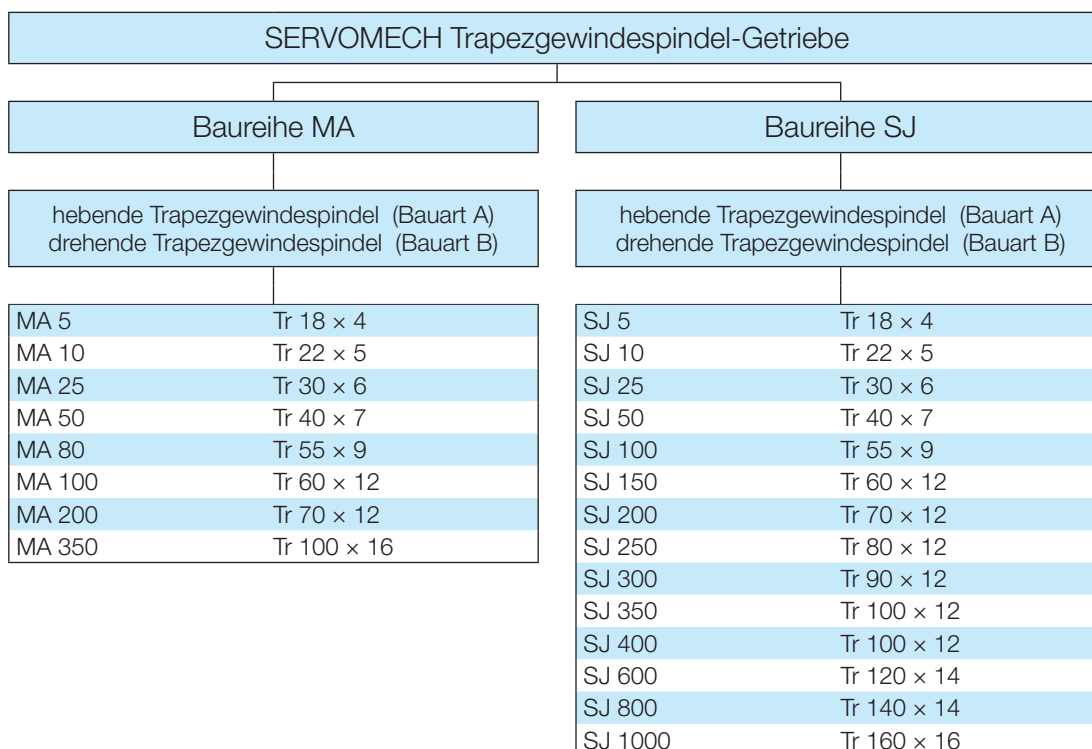 SERVOMECH Trapezgewindespindel-Getriebe
Baureihe MA
hebende Trapezgewindespindel (Bauart A)
drehende Trapezgewindespindel (Bauart B)
MA 5 Tr 18 × 4
MA 10 Tr 22 × 5
MA 25 Tr 30 × 6
MA 50 Tr 40 × 7
MA 80 Tr 55 × 9
MA 100 Tr 60 × 12
MA 200 Tr 70 × 12
MA 350 Tr 100 × 16
Baureihe SJ
hebende Trapezgewindespindel (Bauart A)
drehende Trapezgewindespindel (Bauart B)
SJ 5 Tr 18 × 4
SJ 10 Tr 22 × 5
SJ 25 Tr 30 × 6
SJ 50 Tr 40 × 7
SJ 100 Tr 55 × 9
SJ 150 Tr 60 × 12
SJ 200 Tr 70 × 12
SJ 250 Tr 80 × 12
SJ 300 Tr 90 × 12
SJ 350 Tr 100 × 12
SJ 400 Tr 100 × 12
SJ 600 Tr 120 × 14
SJ 800 Tr 140 × 14
SJ 1000 Tr 160 × 16